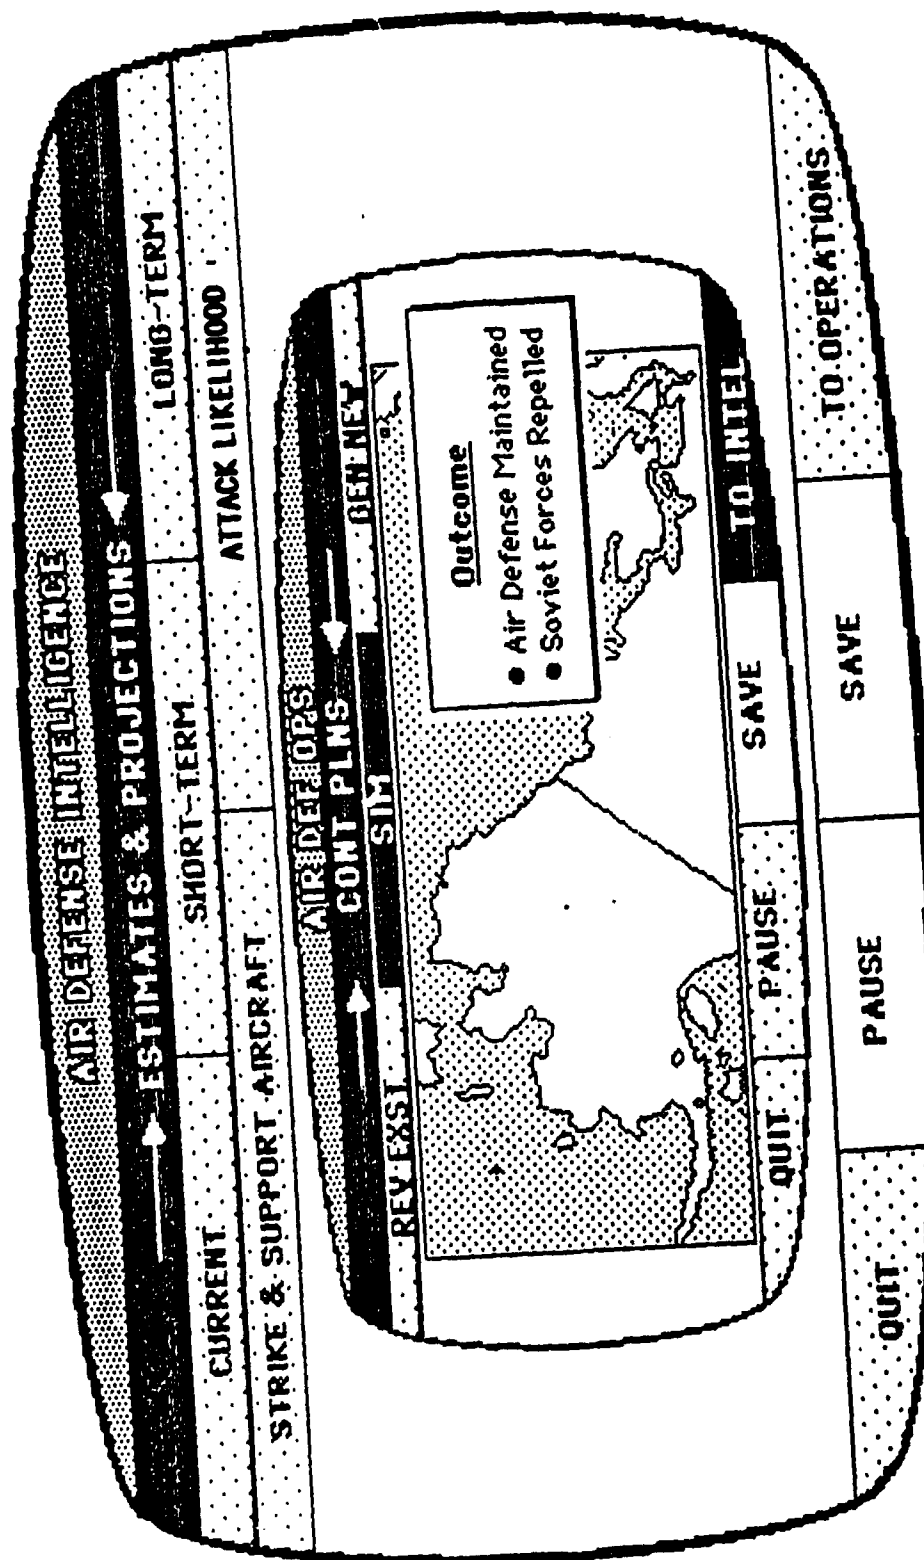 AIR DEFENSE INTELLIGENCE
ESTIMATES & PROJECTIONS
CURRENT SHORT-TERM LONG-TERM
STRIKE & SUPPORT AIRCRAFT ATTACK LIKELIHOOD
AIR DEF OPS
CONT PLNS
REV EXST SIM GEN NEW
Outcome
• Air Defense Maintained
• Soviet Forces Repelled
QUIT PAUSE SAVE TO INTEL
QUIT PAUSE SAVE TO OPERATIONS